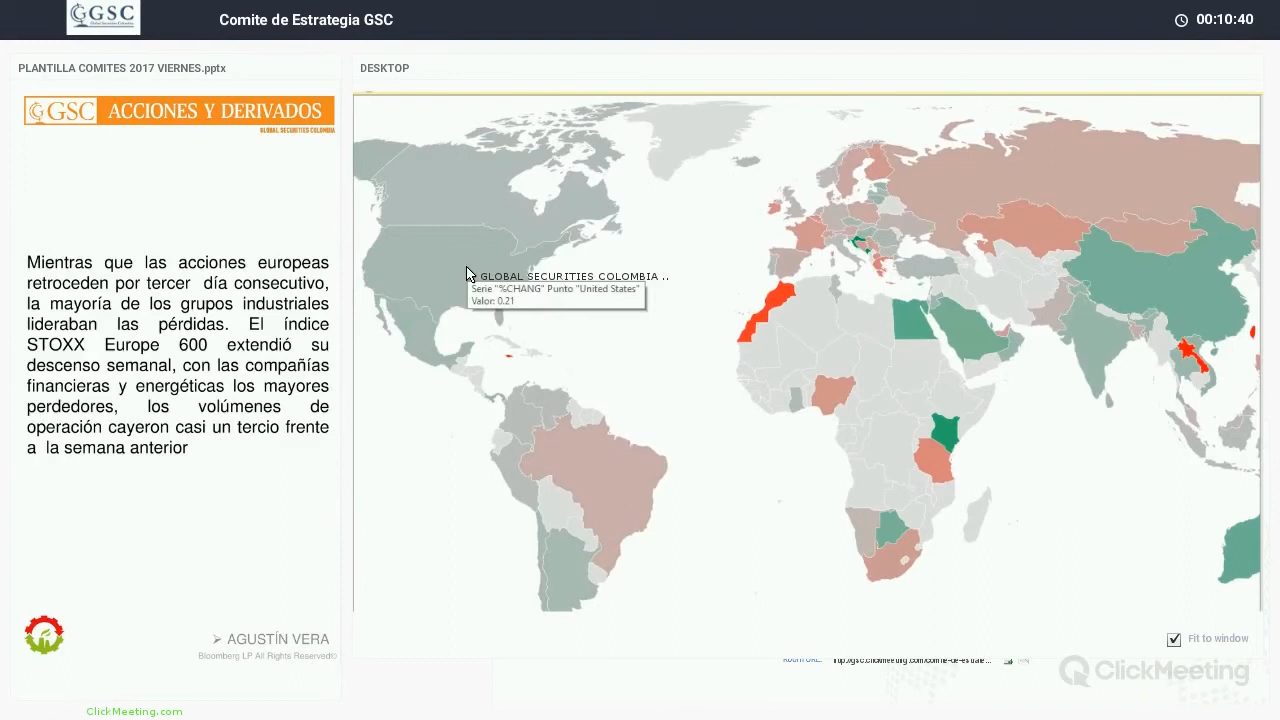 GSC
Global Securities Colombia
Comite de Estrategia GSC
00:10:40
PLANTILLA COMITES 2017 VIERNES.pptx
DESKTOP
GSC ACCIONES Y DERIVADOS
GLOBAL SECURITIES COLOMBIA
Mientras que las acciones europeas
retroceden por tercer día consecutivo,
la mayoría de los grupos industriales
lideraban las pérdidas. El índice
STOXX Europe 600 extendió su
descenso semanal, con las compañías
financieras y energéticas los mayores
perdedores, los volúmenes de
operación cayeron casi un tercio frente
a la semana anterior
➢ AGUSTÍN VERA
Bloomberg LP All Rights Reserved©
GLOBAL SECURITIES COLOMBIA ..
Serie "%CHANG" Punto "United States"
Valor: 0.21
Fit to window
ClickMeeting
ClickMeeting.com